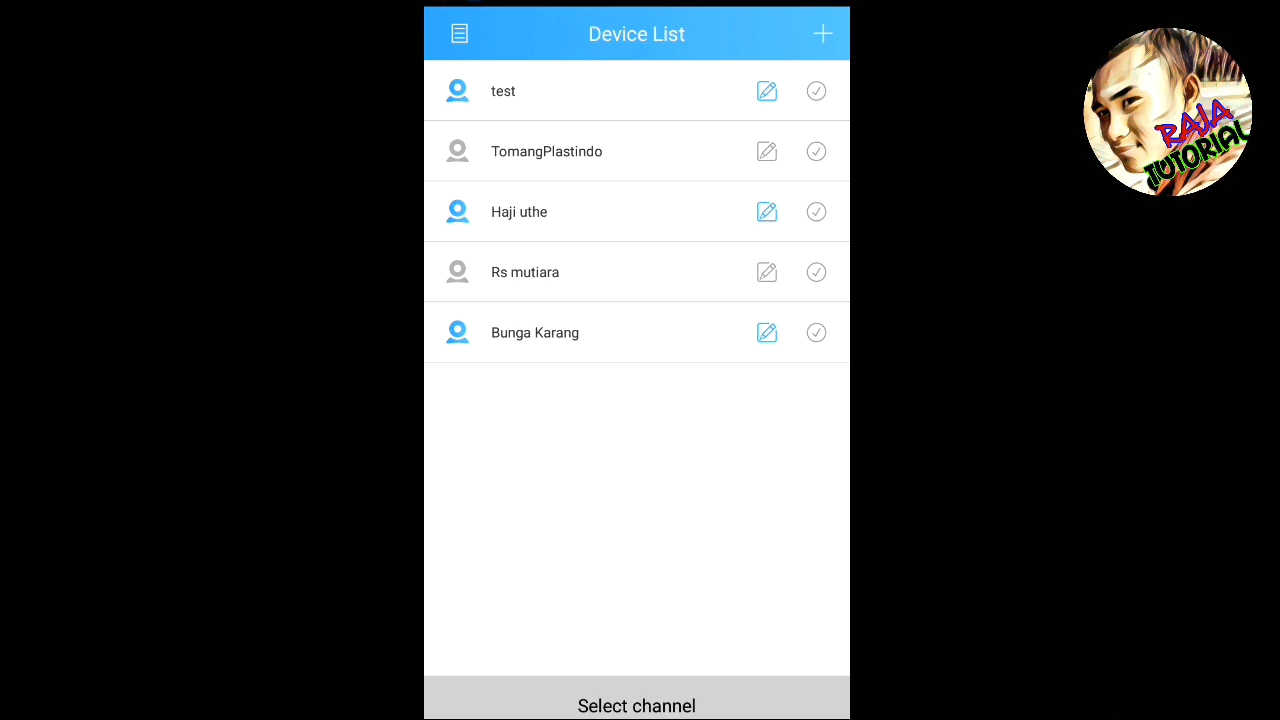 Device List
test
TomangPlastindo
Haji uthe
Rs mutiara
Bunga Karang
Select channel
RAJA
TUTORIAL